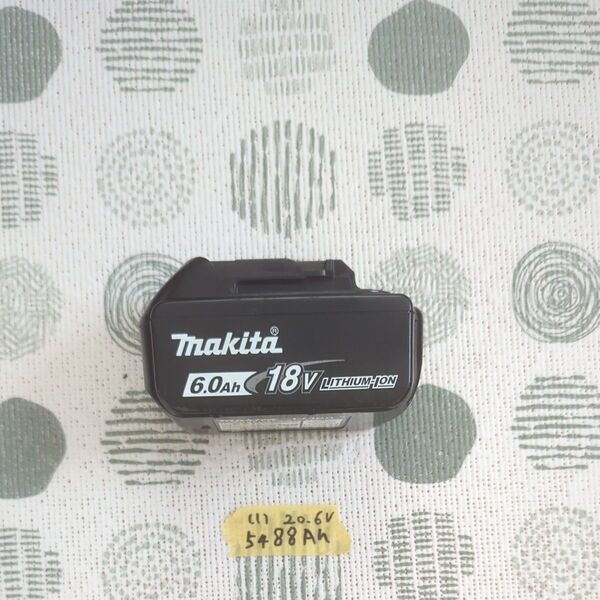 makita®
6.0Ah 18V LITHIUM-ION
(1) 20.6V
5488Ah